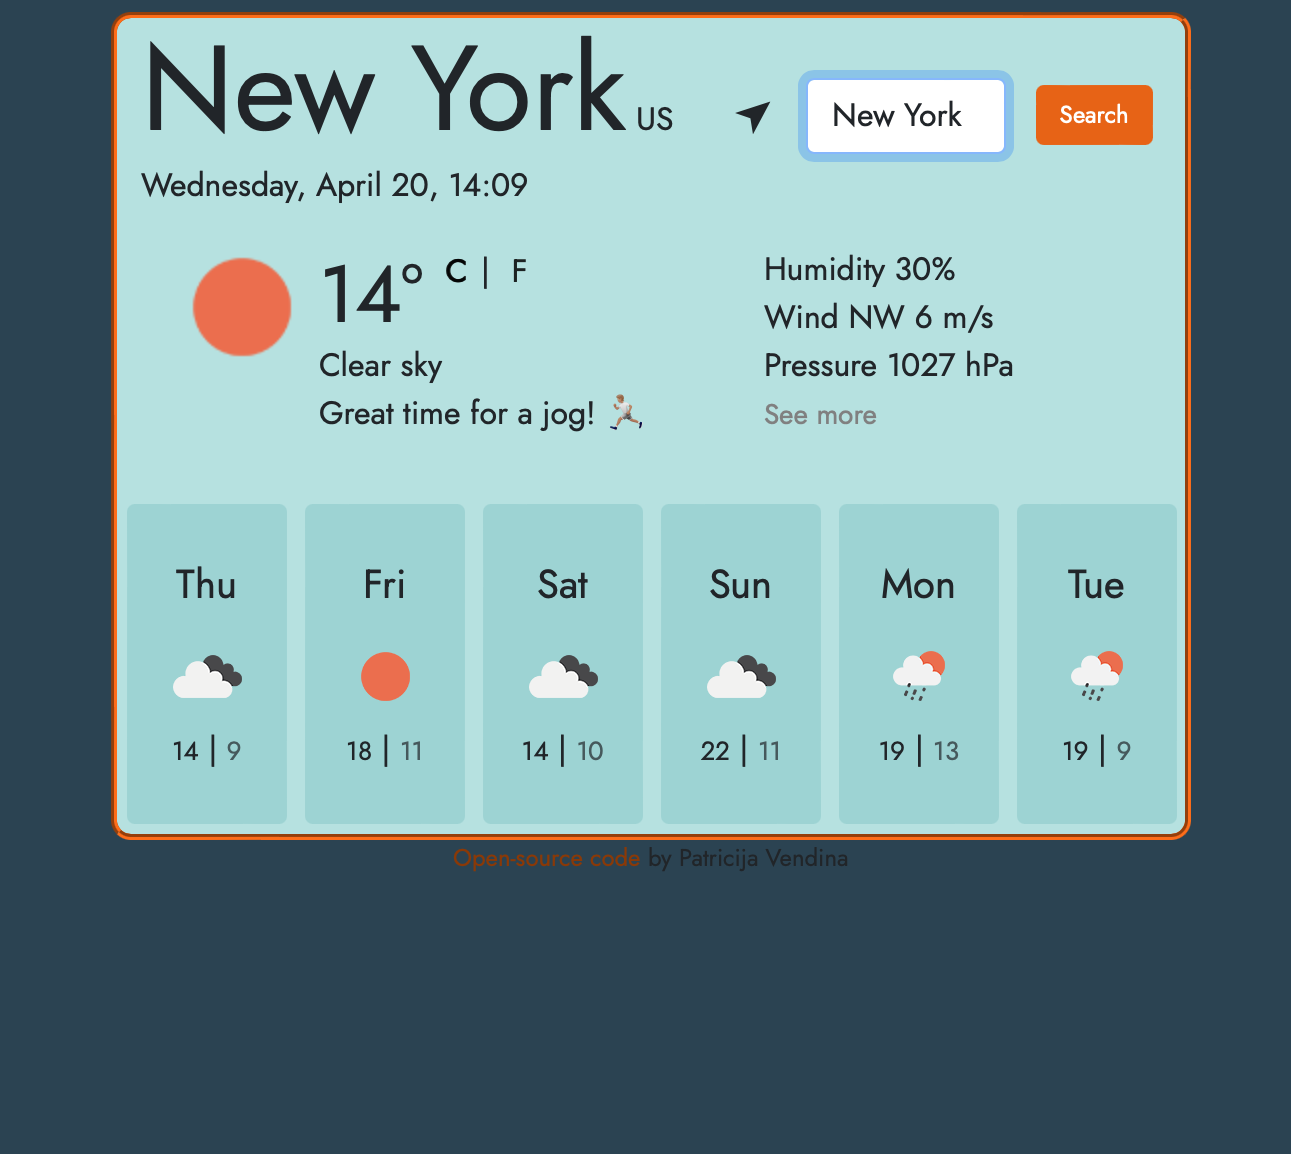 New York US
New York
Search
Wednesday, April 20, 14:09
14° C | F
Clear sky
Great time for a jog! 🏃🏼
Humidity 30%
Wind NW 6 m/s
Pressure 1027 hPa
See more
Thu
14 | 9
Fri
18 | 11
Sat
14 | 10
Sun
22 | 11
Mon
19 | 13
Tue
19 | 9
Open-source code by Patricija Vendina